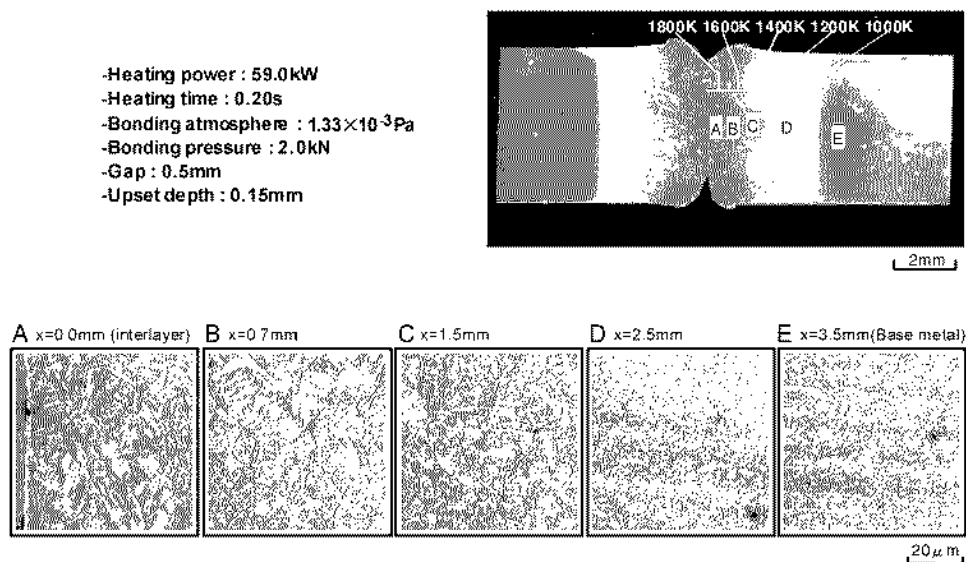 -Heating power : 59.0kW
-Heating time : 0.20s
-Bonding atmosphere : 1.33×10⁻³Pa
-Bonding pressure : 2.0kN
-Gap : 0.5mm
-Upset depth : 0.15mm
1800K 1600K 1400K 1200K 1000K
A B C D E
2mm
A x=0.0mm (interlayer) B x=0.7mm C x=1.5mm D x=2.5mm E x=3.5mm(Base metal)
20μm